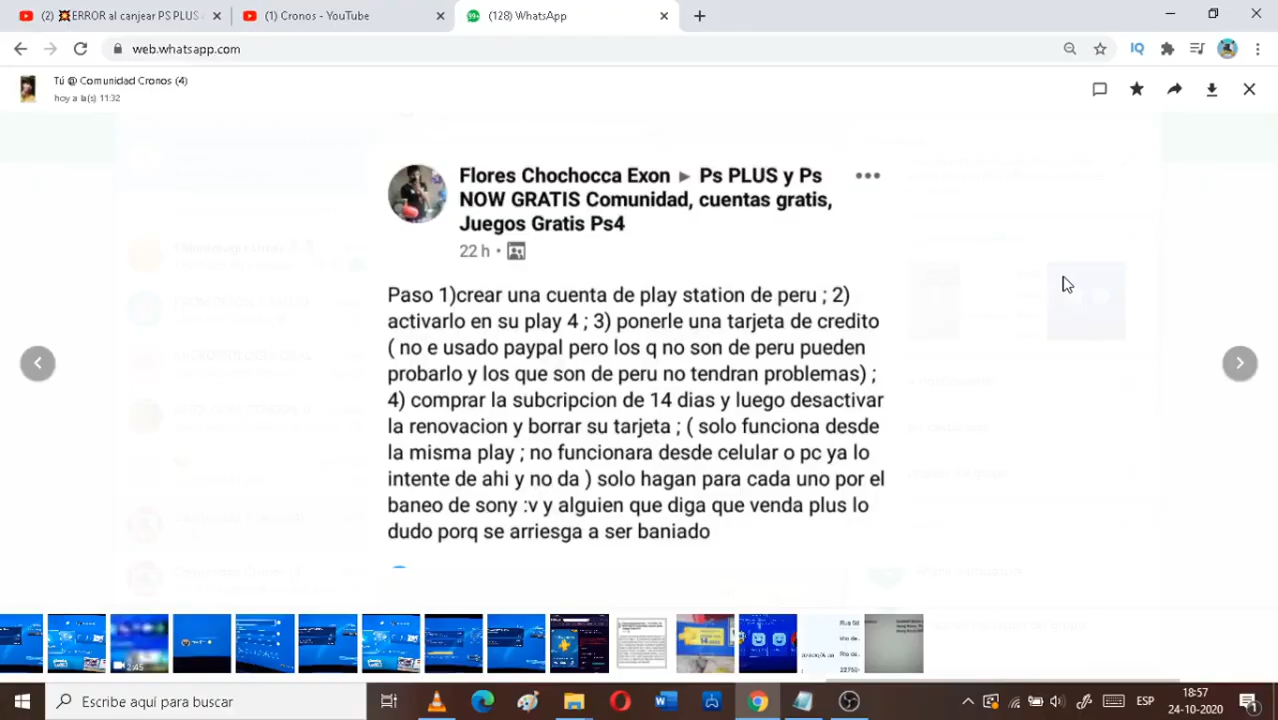 (2) ERROR al canjear PS PLUS
(1) Cronos - YouTube
99+
(128) WhatsApp
web.whatsapp.com
IQ
Tú @ Comunidad Cronos (4)
hoy a la(s) 11:32
Flores Chochocca Exon ▸ Ps PLUS y Ps
NOW GRATIS Comunidad, cuentas gratis,
Juegos Gratis Ps4
22 h •
Paso 1)crear una cuenta de play station de peru ; 2)
activarlo en su play 4 ; 3) ponerle una tarjeta de credito
( no e usado paypal pero los q no son de peru pueden
probarlo y los que son de peru no tendran problemas) ;
4) comprar la subcripcion de 14 dias y luego desactivar
la renovacion y borrar su tarjeta ; ( solo funciona desde
la misma play ; no funcionara desde celular o pc ya lo
intente de ahi y no da ) solo hagan para cada uno por el
baneo de sony :v y alguien que diga que venda plus lo
dudo porq se arriesga a ser baniado
Escribe aquí para buscar
ESP
18:57
24-10-2020